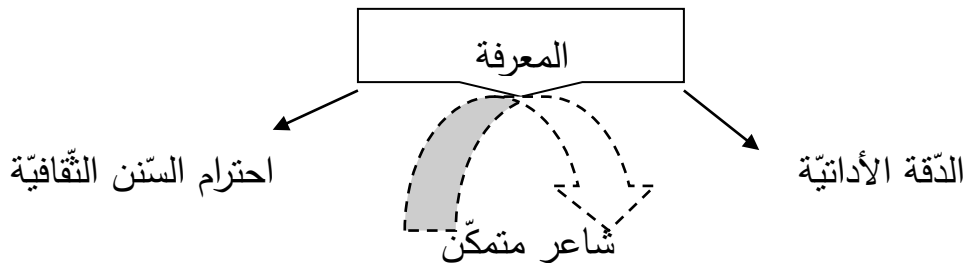 المعرفة
الدّقة الأداتيّة
احترام السّنن الثّقافيّة
شاعر متمكّن